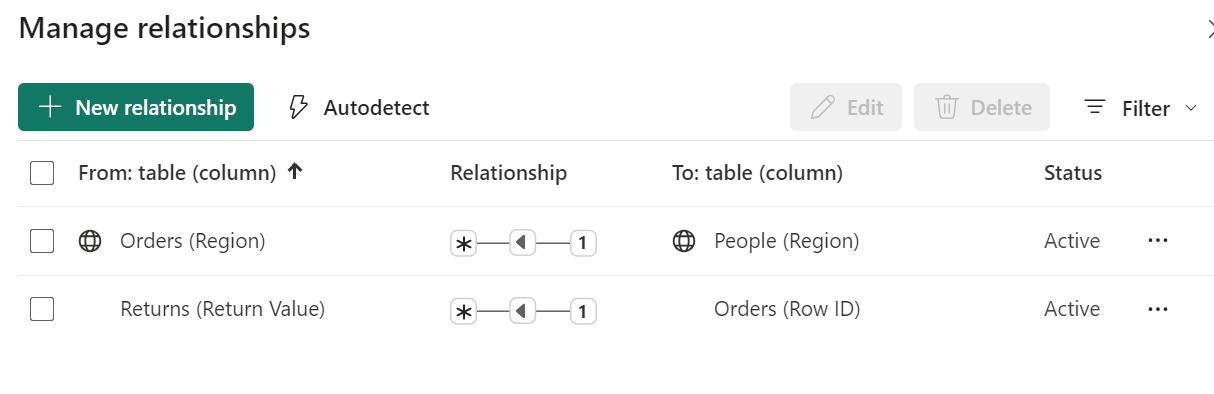 Manage relationships
New relationship Autodetect Edit Delete Filter
From: table (column) Relationship To: table (column) Status
Orders (Region) * 1 People (Region) Active
Returns (Return Value) * 1 Orders (Row ID) Active